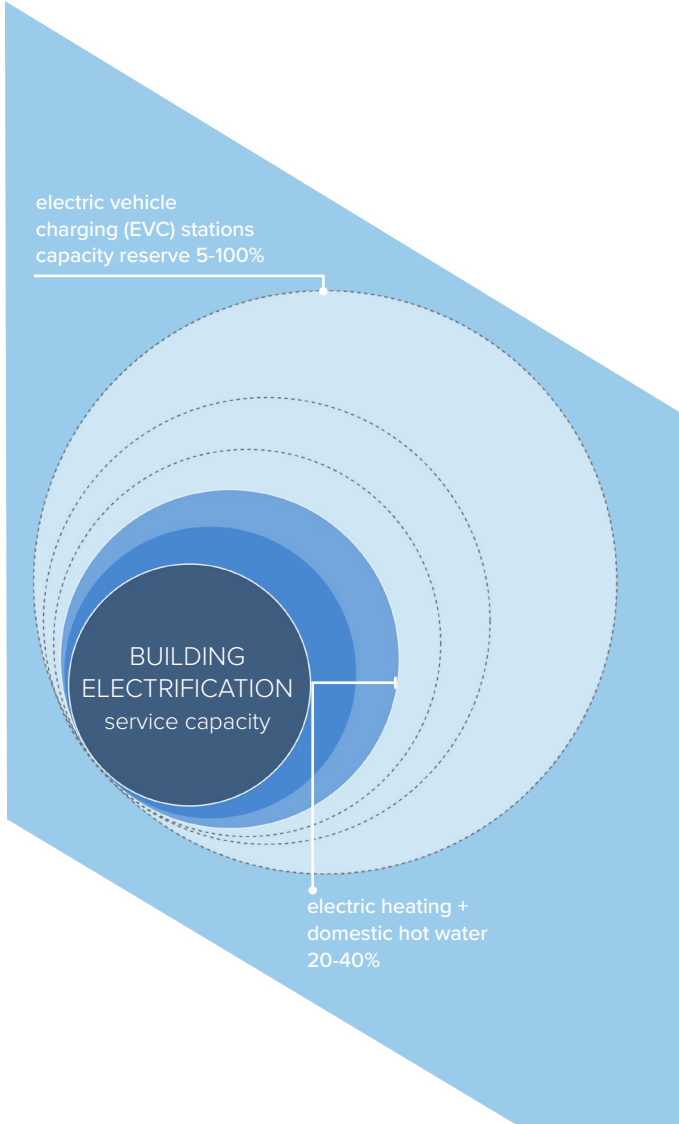 electric vehicle
charging (EVC) stations
capacity reserve 5-100%
BUILDING
ELECTRIFICATION
service capacity
electric heating +
domestic hot water
20-40%